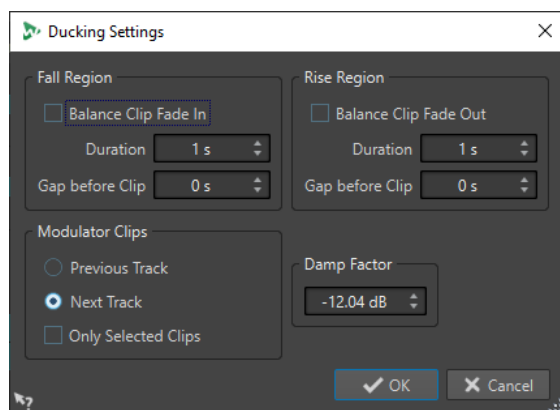 Ducking Settings
Fall Region
Balance Clip Fade In
Duration 1 s
Gap before Clip 0 s
Rise Region
Balance Clip Fade Out
Duration 1 s
Gap before Clip 0 s
Modulator Clips
Previous Track
Next Track
Only Selected Clips
Damp Factor
-12.04 dB
OK
Cancel
?